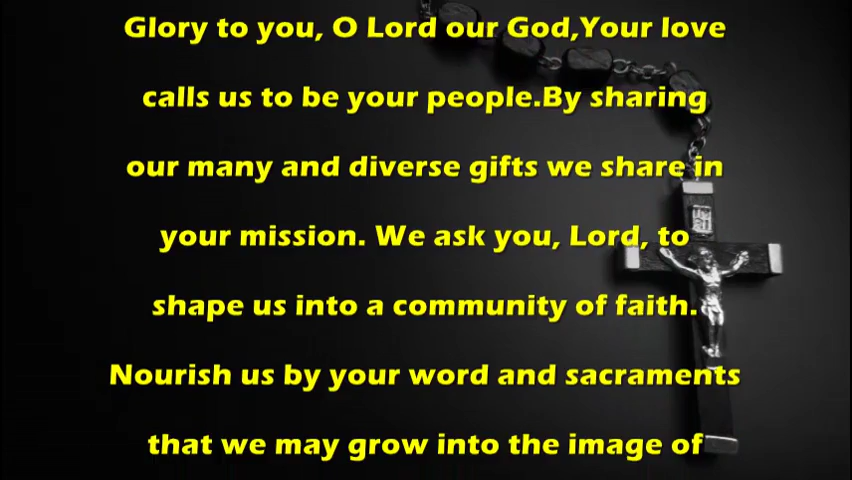 Glory to you, O Lord our God,Your love
calls us to be your people.By sharing
our many and diverse gifts we share in
your mission. We ask you, Lord, to
shape us into a community of faith.
Nourish us by your word and sacraments
that we may grow into the image of